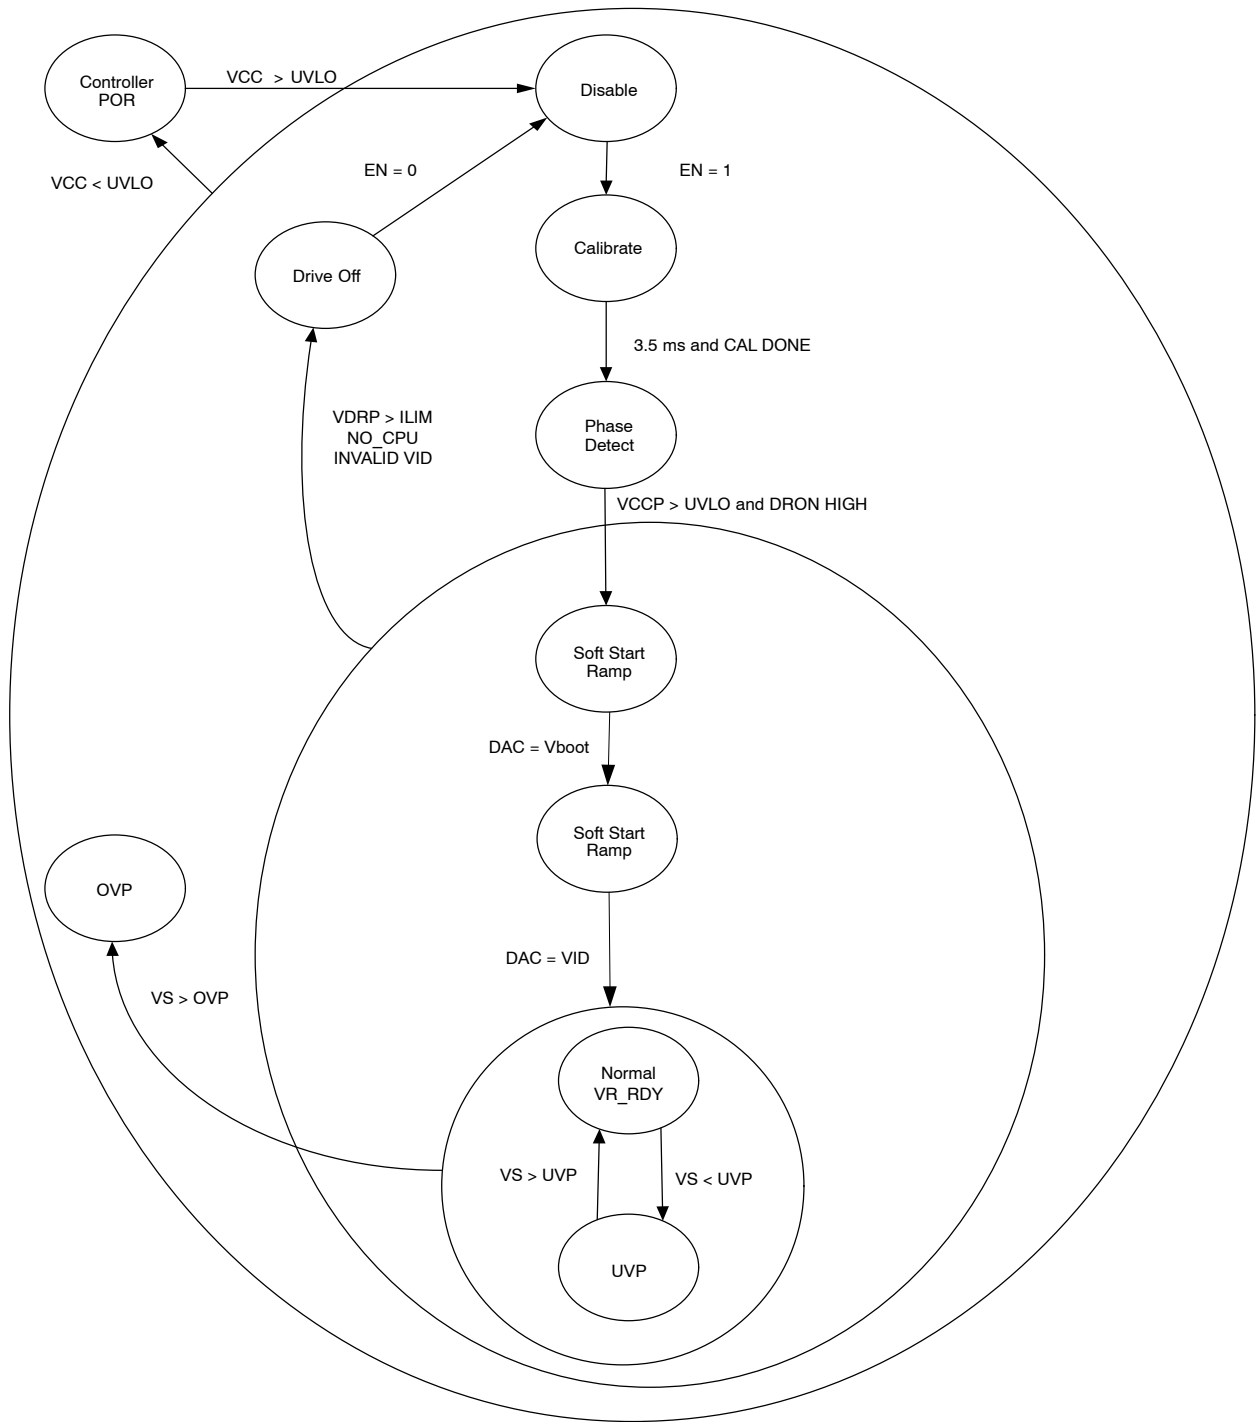 Controller
POR
VCC > UVLO
Disable
VCC < UVLO
EN = 0
EN = 1
Drive Off
Calibrate
3.5 ms and CAL DONE
VDRP > ILIM
NO_CPU
INVALID VID
Phase
Detect
VCCP > UVLO and DRON HIGH
Soft Start
Ramp
DAC = Vboot
Soft Start
Ramp
OVP
DAC = VID
VS > OVP
Normal
VR_RDY
VS > UVP
VS < UVP
UVP